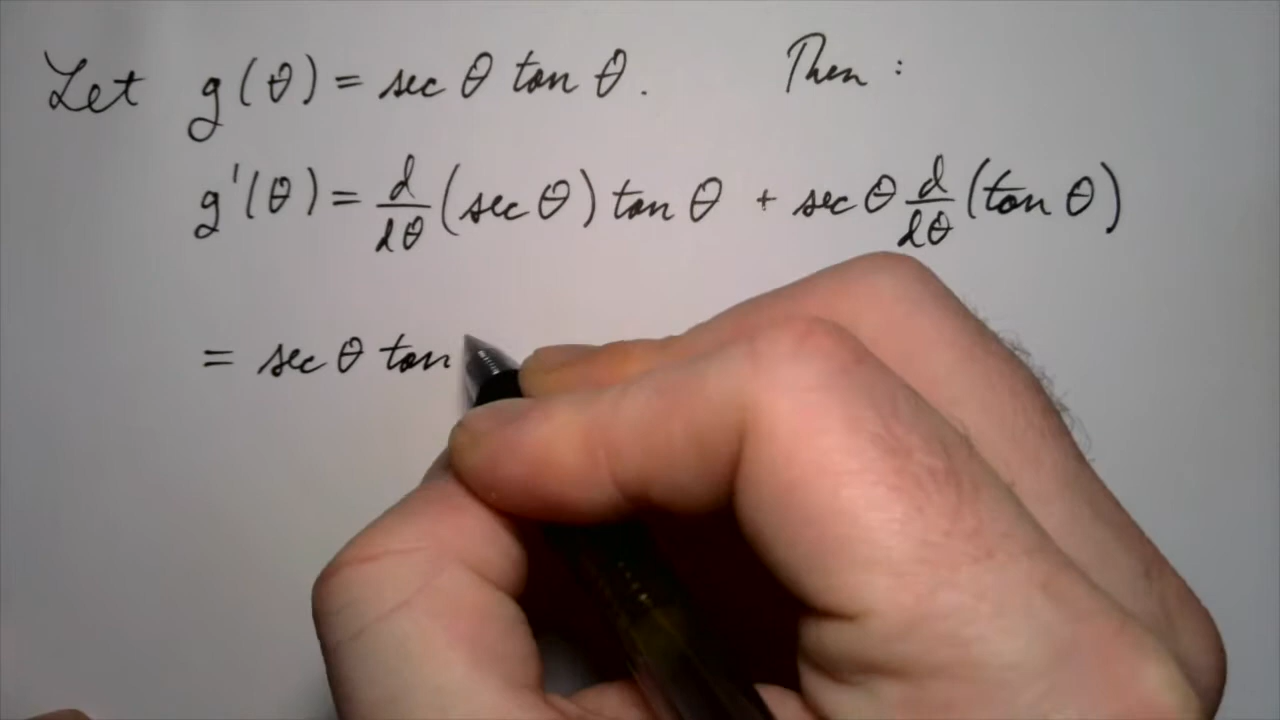 Let g(θ) = sec θ tan θ. Then :
g'(θ) = d/dθ (sec θ) tan θ + sec θ d/dθ (tan θ)
= sec θ tan